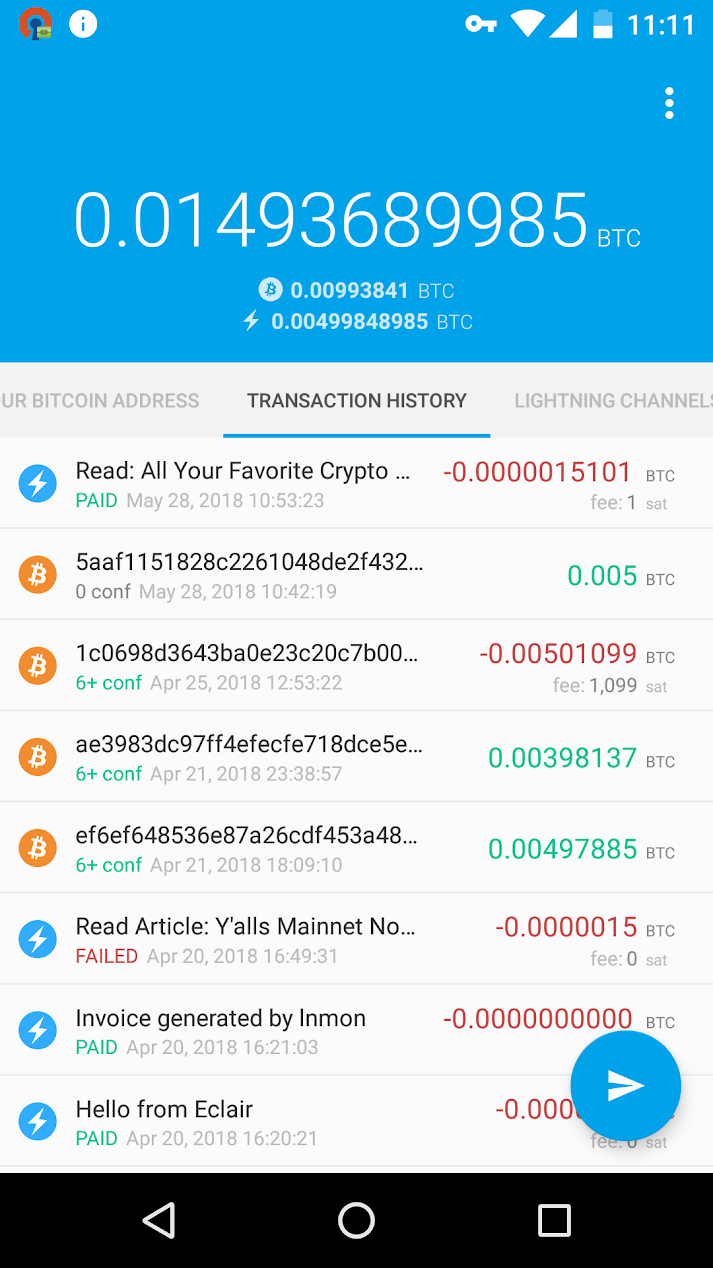 11:11
0.01493689985 BTC
0.00993841 BTC
0.00499848985 BTC
UR BITCOIN ADDRESS TRANSACTION HISTORY LIGHTNING CHANNELS
Read: All Your Favorite Crypto ... -0.0000015101 BTC
PAID May 28, 2018 10:53:23 fee: 1 sat
5aaf1151828c2261048de2f432... 0.005 BTC
0 conf May 28, 2018 10:42:19
1c0698d3643ba0e23c20c7b00... -0.00501099 BTC
6+ conf Apr 25, 2018 12:53:22 fee: 1,099 sat
ae3983dc97ff4efecfe718dce5e... 0.00398137 BTC
6+ conf Apr 21, 2018 23:38:57
ef6ef648536e87a26cdf453a48... 0.00497885 BTC
6+ conf Apr 21, 2018 18:09:10
Read Article: Y'alls Mainnet No... -0.0000015 BTC
FAILED Apr 20, 2018 16:49:31 fee: 0 sat
Invoice generated by lnmon -0.0000000000 BTC
PAID Apr 20, 2018 16:21:03
Hello from Eclair
PAID Apr 20, 2018 16:20:21 fee: 0 sat